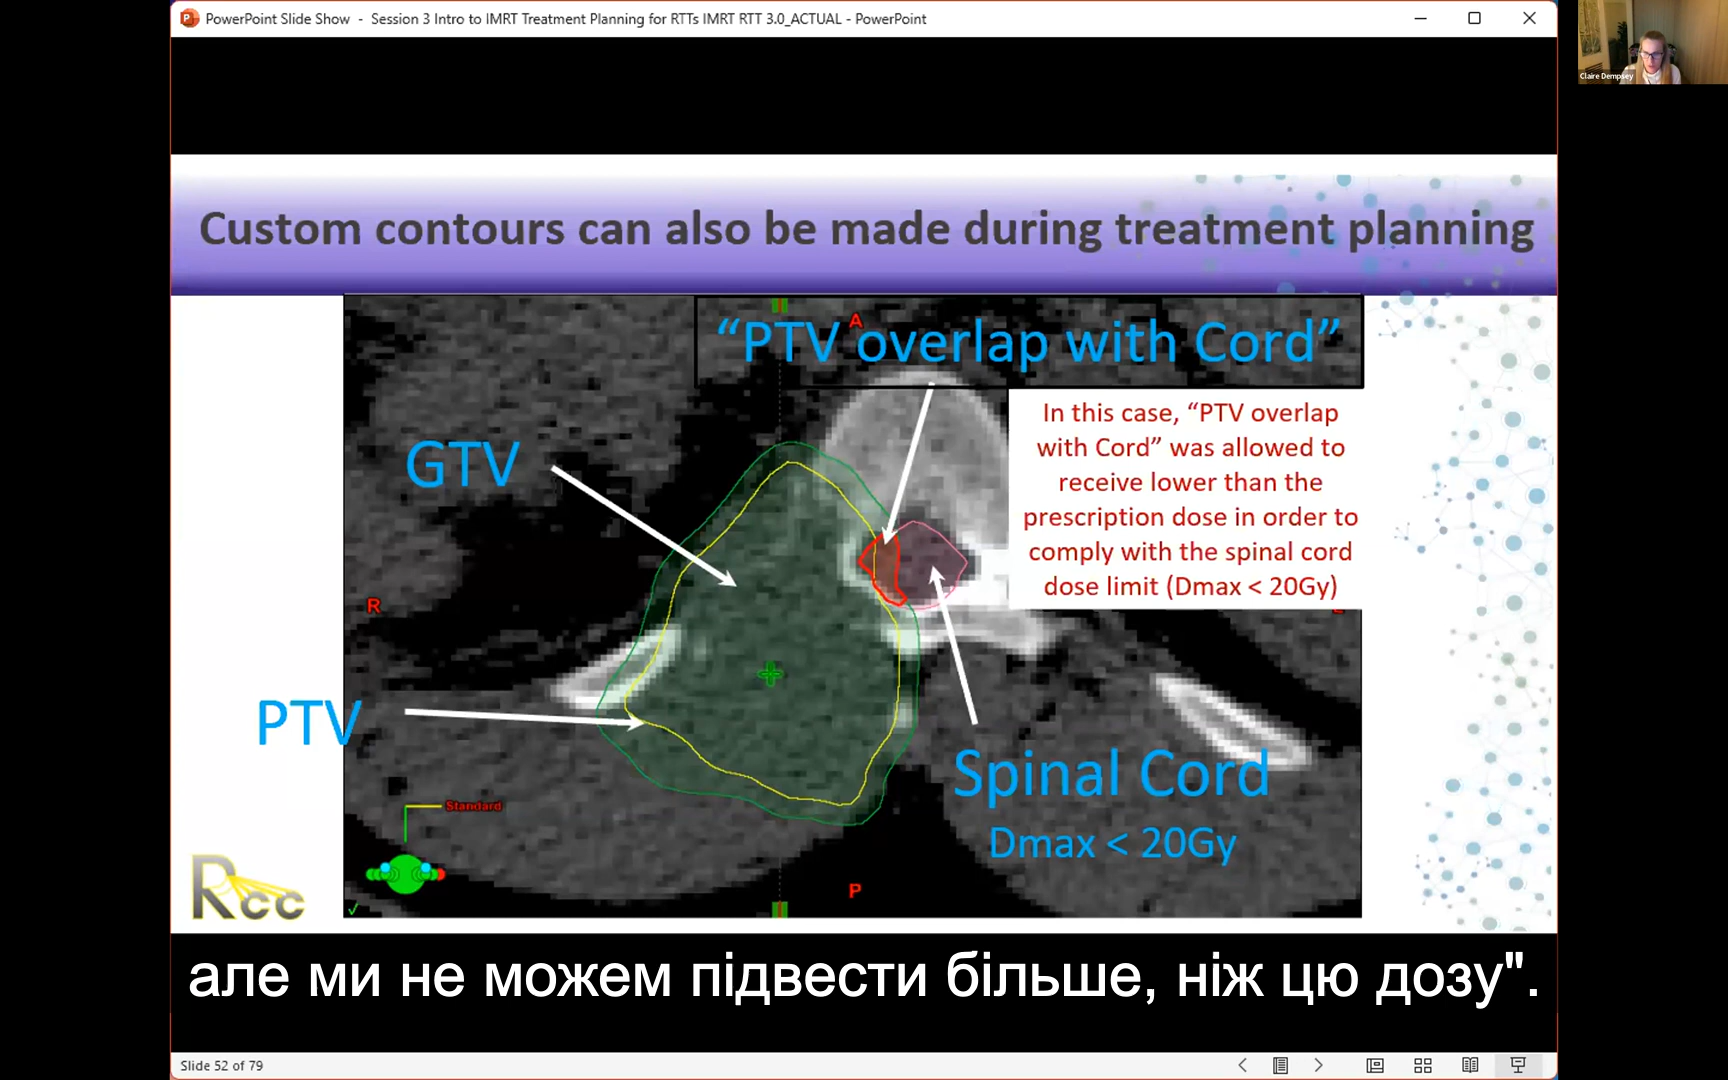 PowerPoint Slide Show - Session 3 Intro to IMRT Treatment Planning for RTTs IMRT RTT 3.0_ACTUAL - PowerPoint
Claire Dempsey
Custom contours can also be made during treatment planning
“PTV overlap with Cord”
A
In this case, “PTV overlap
with Cord” was allowed to
receive lower than the
prescription dose in order to
comply with the spinal cord
dose limit (Dmax < 20Gy)
GTV
R
PTV
Spinal Cord
Dmax < 20Gy
Standard
P
Rcc
але ми не можем підвести більше, ніж цю дозу".
Slide 52 of 79